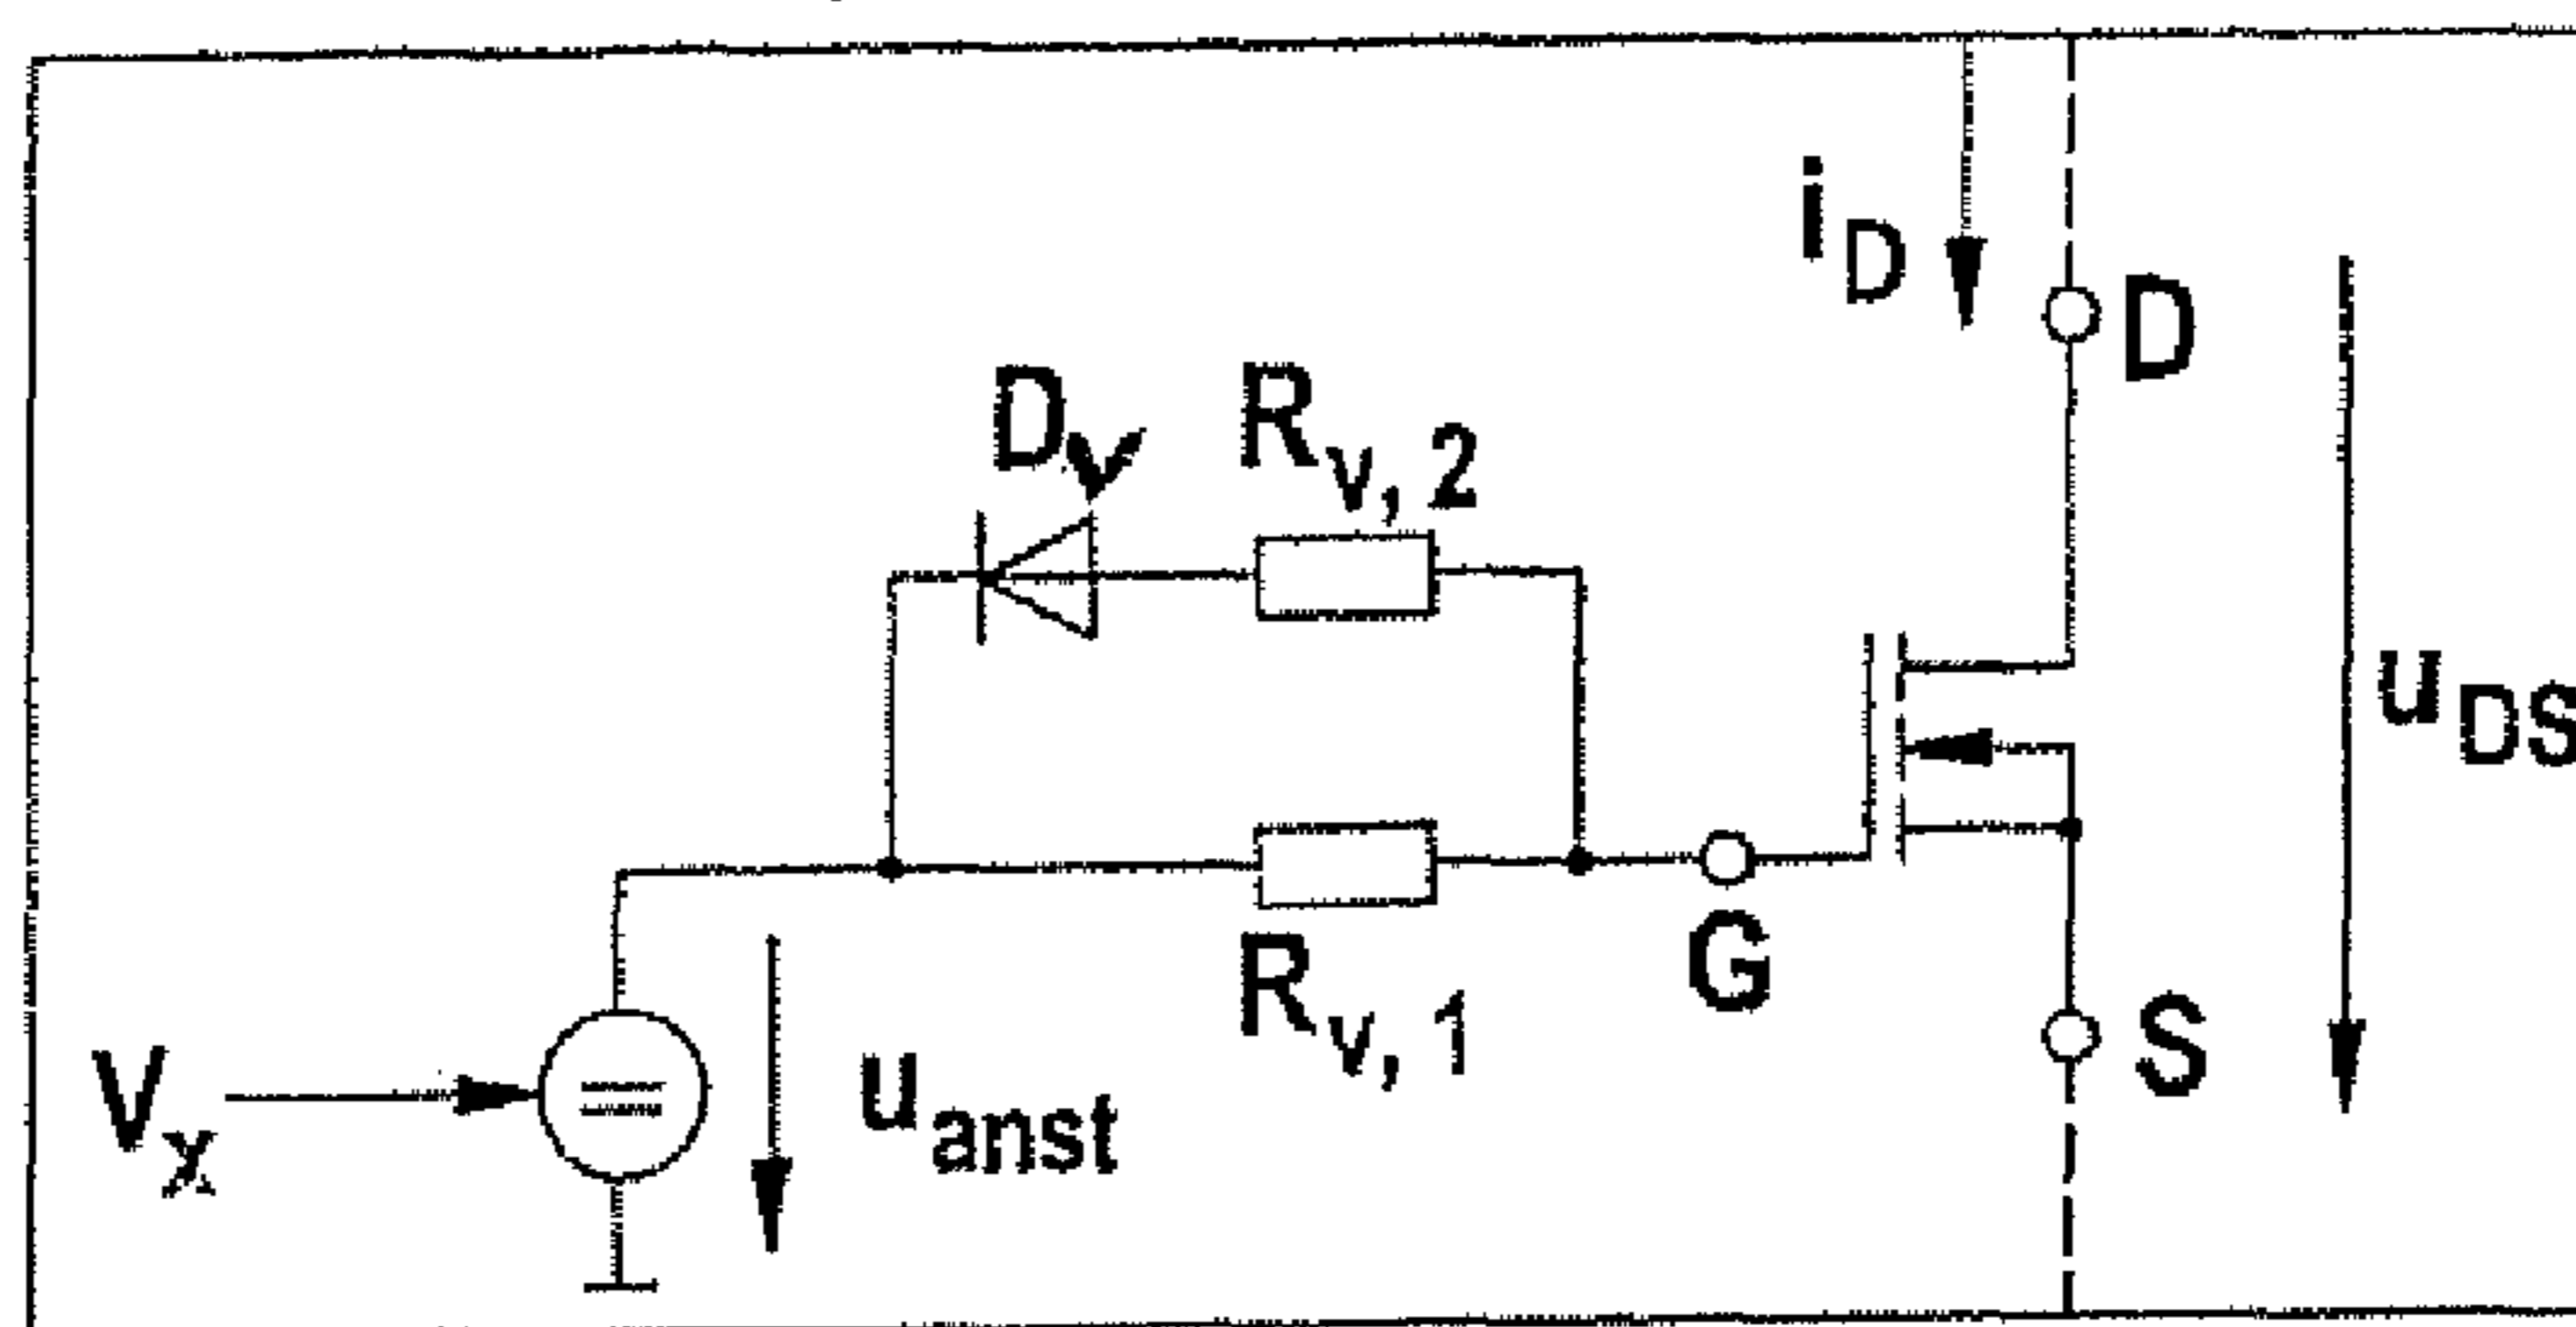 i_D
D
D_V
R_v,2
u_DS
G
R_v,1
S
V_x
u_anst